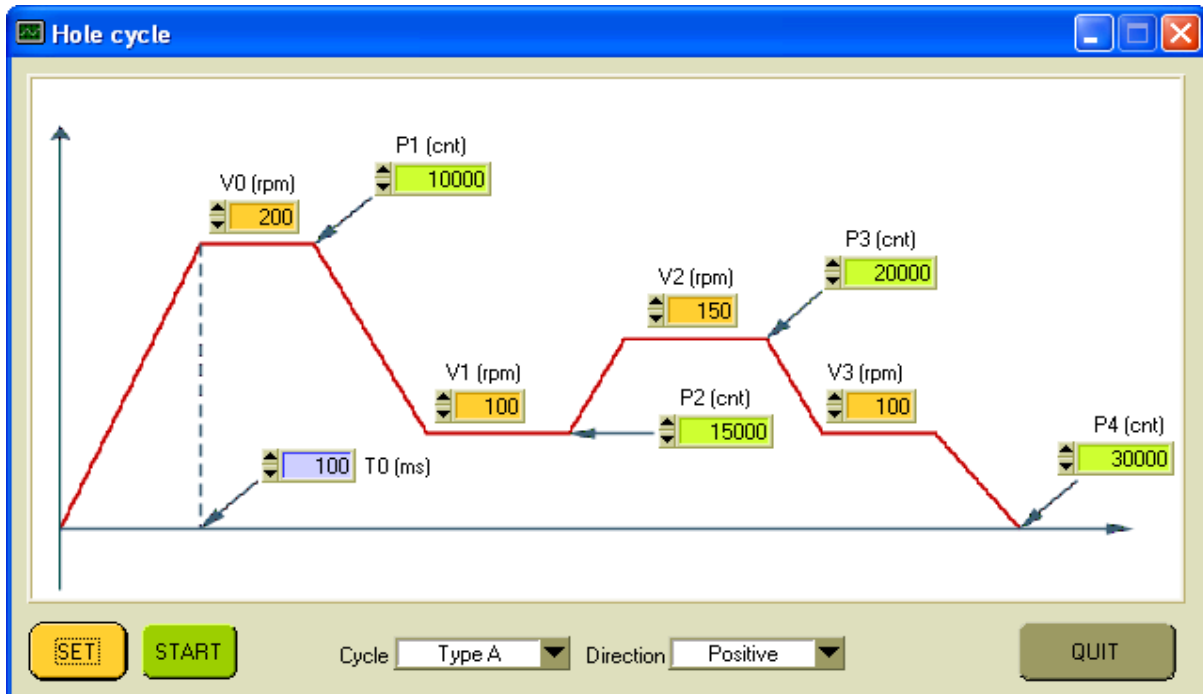 Hole cycle
P1 (cnt)
10000
V0 (rpm)
200
P3 (cnt)
20000
V2 (rpm)
150
V1 (rpm)
100
P2 (cnt)
15000
V3 (rpm)
100
P4 (cnt)
30000
100 T0 (ms)
SET START Cycle Type A Direction Positive QUIT